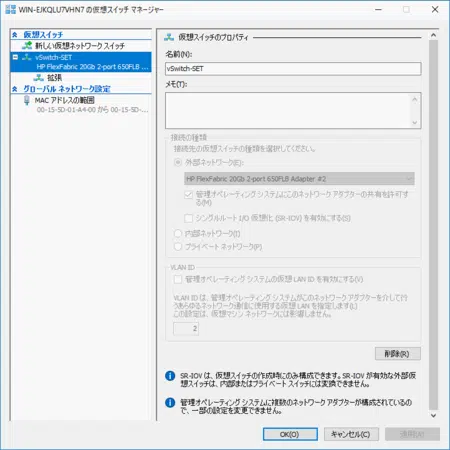 WIN-EJKQLU7VHN7 の仮想スイッチ マネージャー
仮想スイッチ
新しい仮想ネットワーク スイッチ
vSwitch-SET
HP FlexFabric 20Gb 2-port 650FLB ...
拡張
グローバル ネットワーク設定
MAC アドレスの範囲
00-15-5D-01-A4-00 から 00-15-5D-...
仮想スイッチのプロパティ
名前(N):
vSwitch-SET
メモ(T):
接続の種類
接続先の仮想スイッチの種類を選択してください。
外部ネットワーク(E):
HP FlexFabric 20Gb 2-port 650FLB Adapter #2
管理オペレーティング システムにこのネットワーク アダプターの共有を許可す
る(M)
シングルルート I/O 仮想化 (SR-IOV) を有効にする(S)
内部ネットワーク(I)
プライベート ネットワーク(P)
VLAN ID
管理オペレーティング システムの仮想 LAN ID を有効にする(V)
VLAN ID は、管理オペレーティング システムがこのネットワーク アダプターを介して行
うあらゆるネットワーク通信に使用する仮想 LAN を指定します(L)
この設定は、仮想マシン ネットワークには影響しません。
2
削除(R)
SR-IOV は、仮想スイッチの作成時にのみ構成できます。SR-IOV が有効な外部仮
想スイッチは、内部またはプライベート スイッチには変換できません。
管理オペレーティング システムに複数のネットワーク アダプターが構成されているの
で、一部の設定を変更できません。
OK(O)
キャンセル(C)
適用(A)